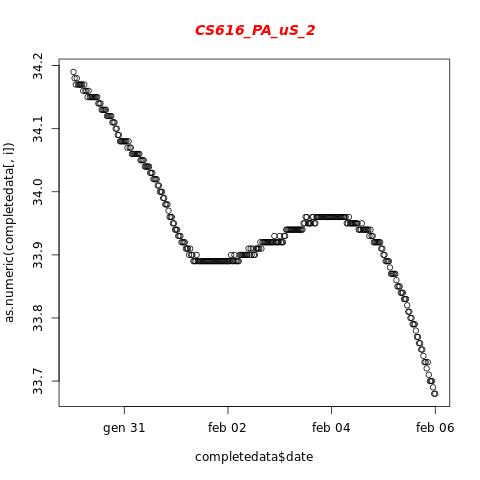 CS616_PA_uS_2
as.numeric(completedata[, i])
34.2
34.1
34.0
33.9
33.8
33.7
gen 31 feb 02 feb 04 feb 06
completedata$date